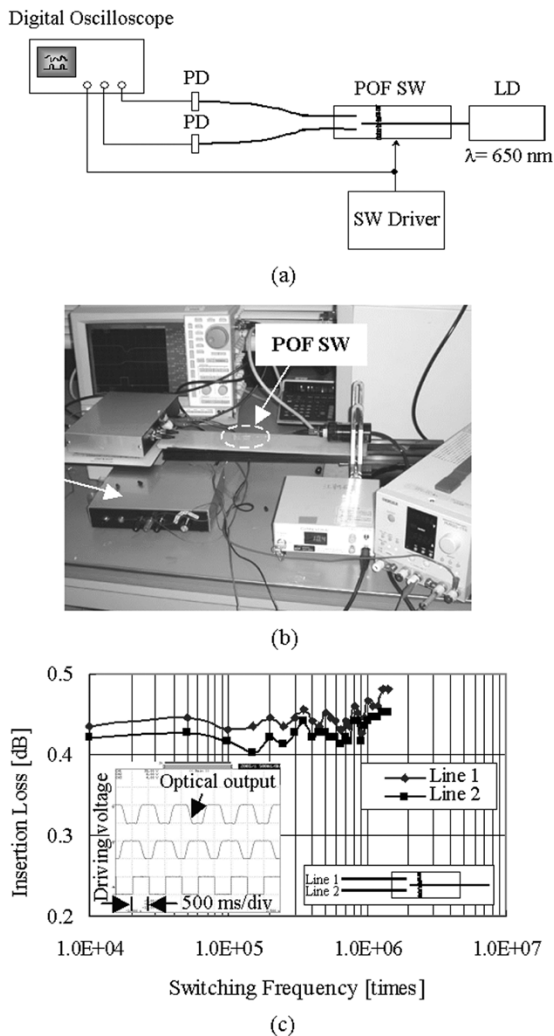 Digital Oscilloscope
PD
PD
POF SW
LD
λ= 650 nm
SW Driver
(a)
POF SW
(b)
0.5
0.4
0.3
0.2
Insertion Loss [dB]
Driving voltage
Optical output
500 ms/div
Line 1
Line 2
Line 1
Line 2
1.0E+04
1.0E+05
1.0E+06
1.0E+07
Switching Frequency [times]
(c)